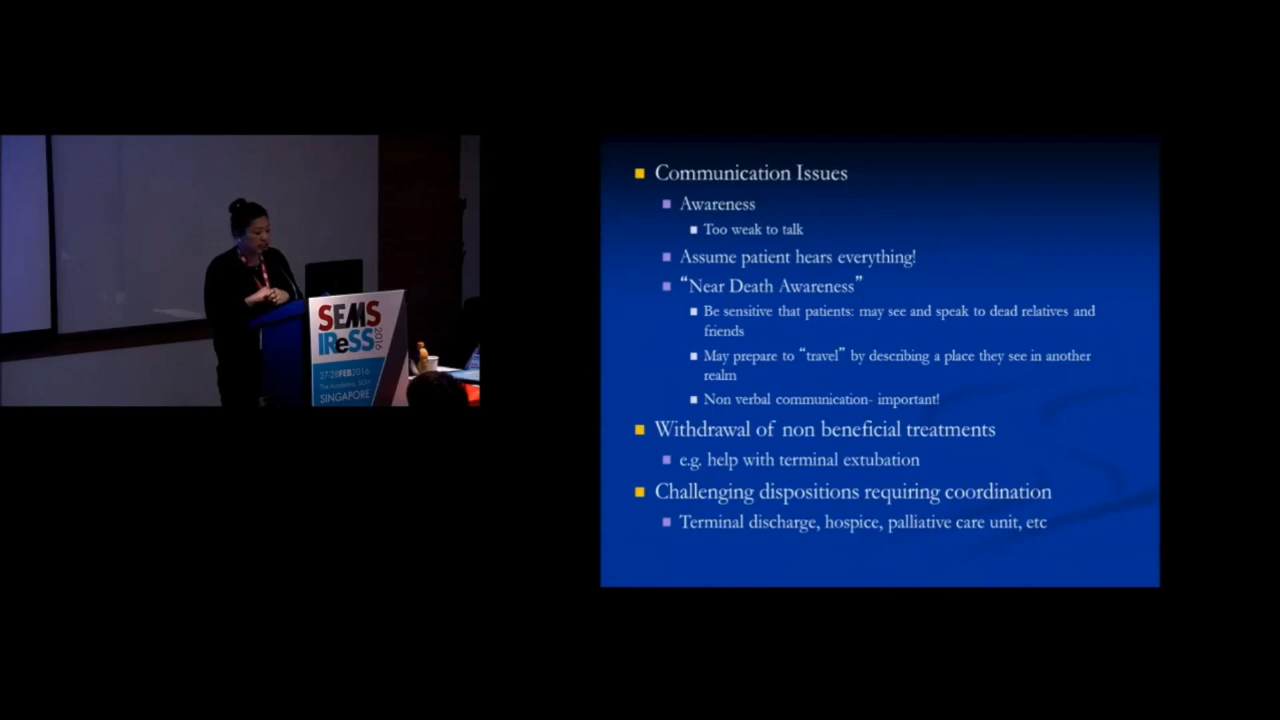 SEMS
IReSS
2016
27-28FEB2016
The Academia, SGH
SINGAPORE
Communication Issues
Awareness
Too weak to talk
Assume patient hears everything!
“Near Death Awareness”
Be sensitive that patients: may see and speak to dead relatives and
friends
May prepare to “travel” by describing a place they see in another
realm
Non verbal communication- important!
Withdrawal of non beneficial treatments
e.g. help with terminal extubation
Challenging dispositions requiring coordination
Terminal discharge, hospice, palliative care unit, etc